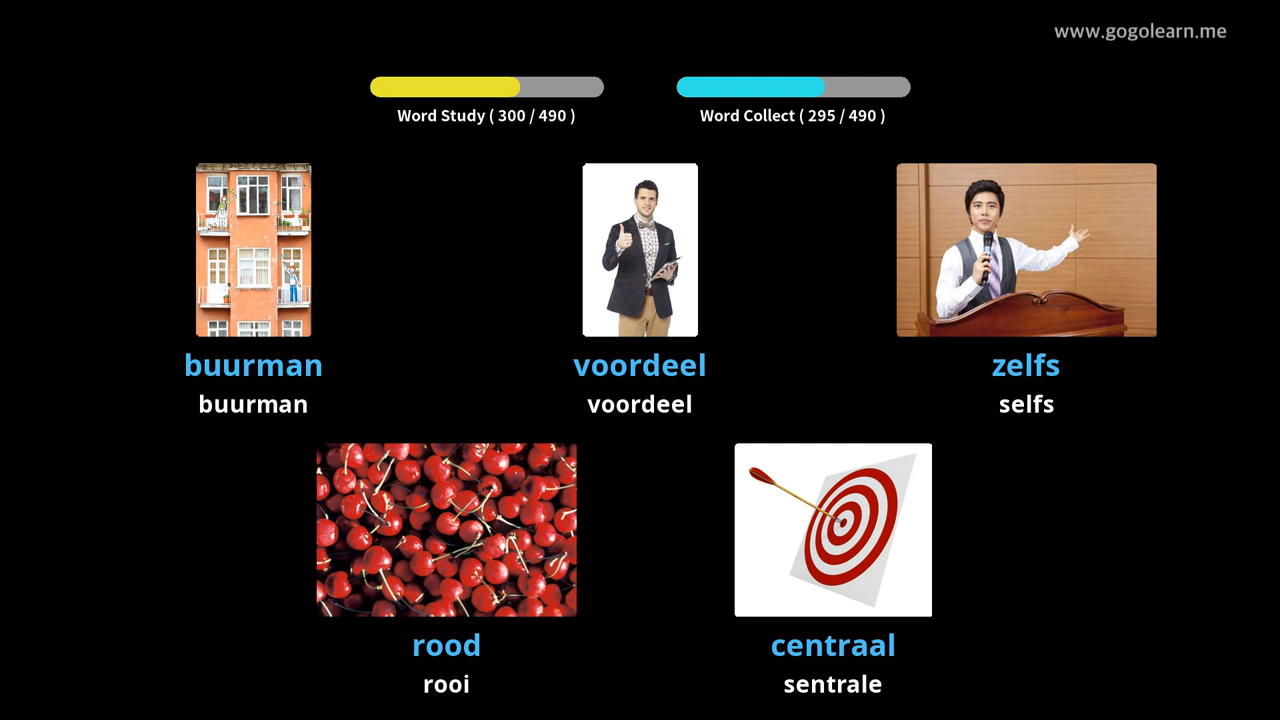 www.gogolearn.me
Word Study ( 300 / 490 )
Word Collect ( 295 / 490 )
buurman
buurman
voordeel
voordeel
zelfs
selfs
rood
rooi
centraal
sentrale